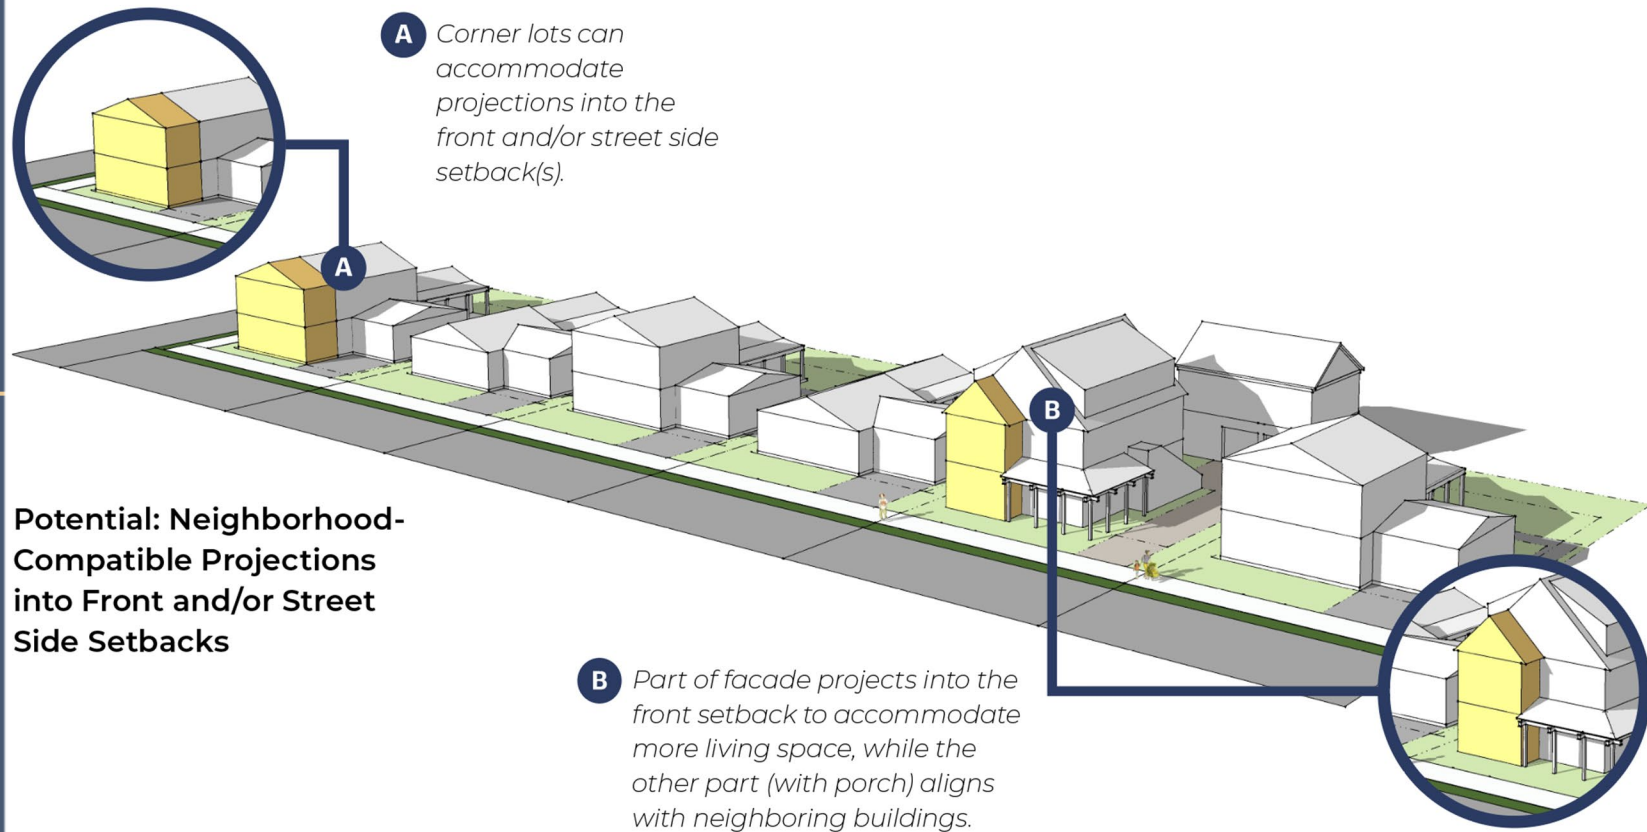 A
Corner lots can
accommodate
projections into the
front and/or street side
setback(s).
A
B
Potential: Neighborhood-
Compatible Projections
into Front and/or Street
Side Setbacks
B
Part of facade projects into the
front setback to accommodate
more living space, while the
other part (with porch) aligns
with neighboring buildings.